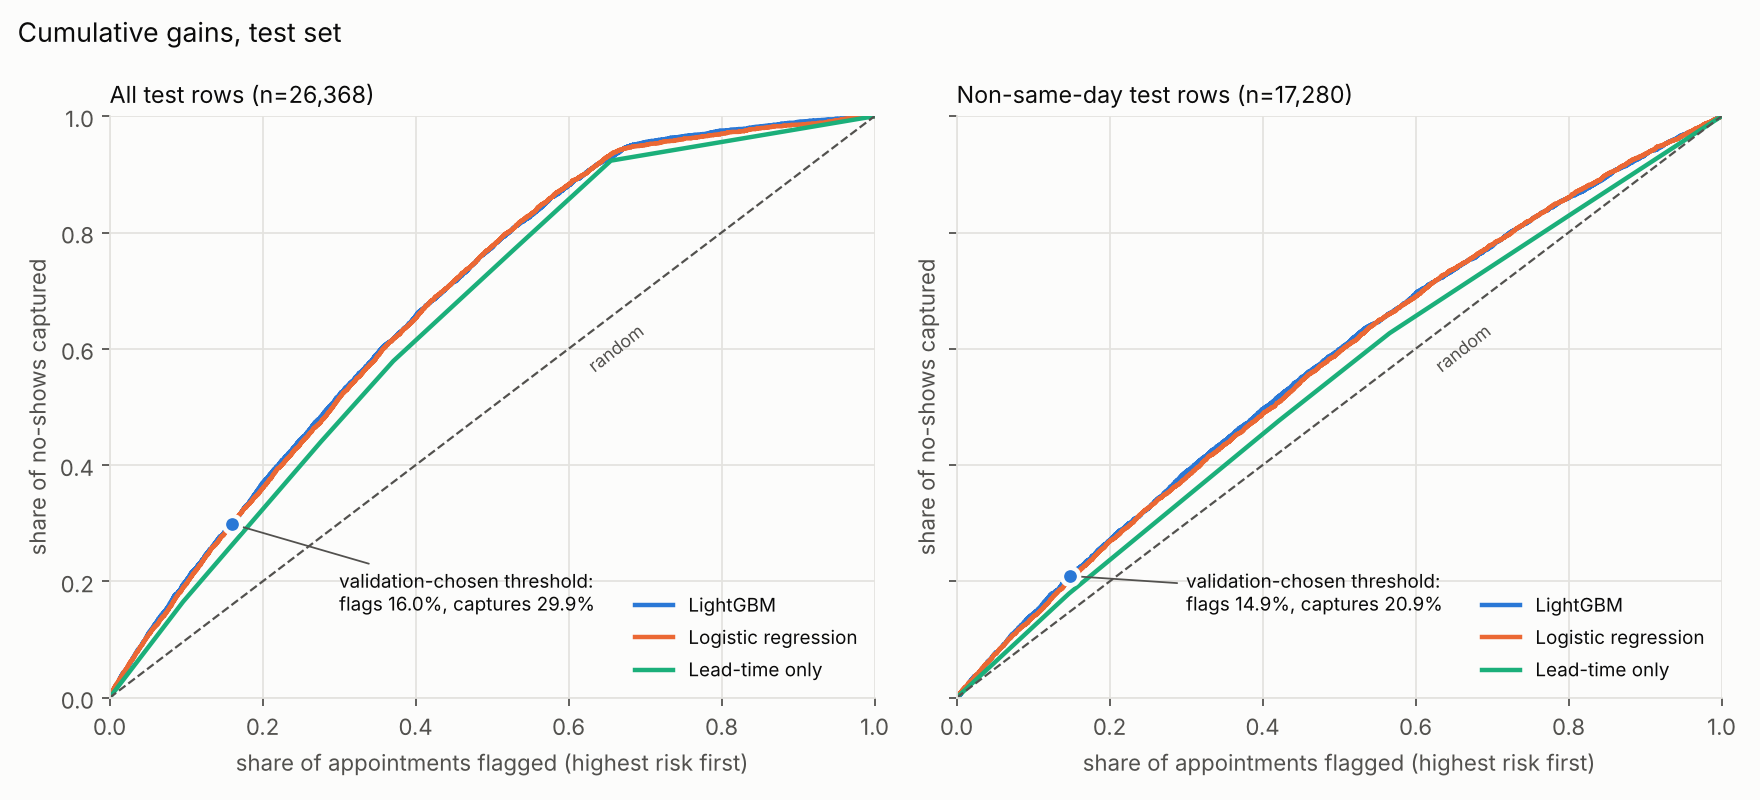 Cumulative gains, test set
All test rows (n=26,368)
share of no-shows captured
1.0
0.8
0.6
0.4
0.2
0.0
random
validation-chosen threshold:
flags 16.0%, captures 29.9%
LightGBM
Logistic regression
Lead-time only
0.0 0.2 0.4 0.6 0.8 1.0
share of appointments flagged (highest risk first)
Non-same-day test rows (n=17,280)
share of no-shows captured
random
validation-chosen threshold:
flags 14.9%, captures 20.9%
LightGBM
Logistic regression
Lead-time only
0.0 0.2 0.4 0.6 0.8 1.0
share of appointments flagged (highest risk first)